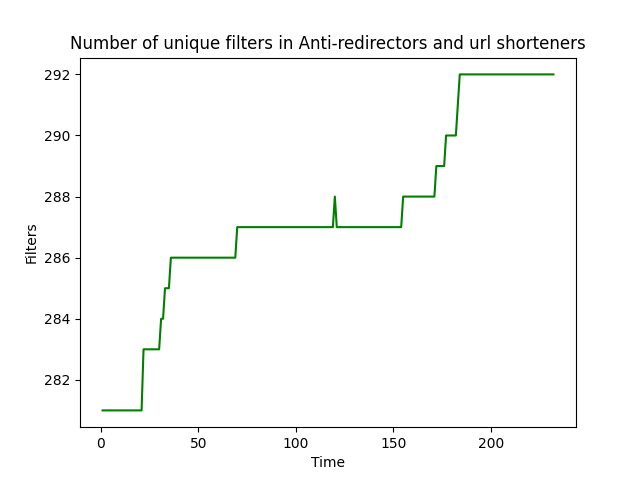 Number of unique filters in Anti-redirectors and url shorteners
292
290
288
286
284
282
Filters
0 50 100 150 200
Time